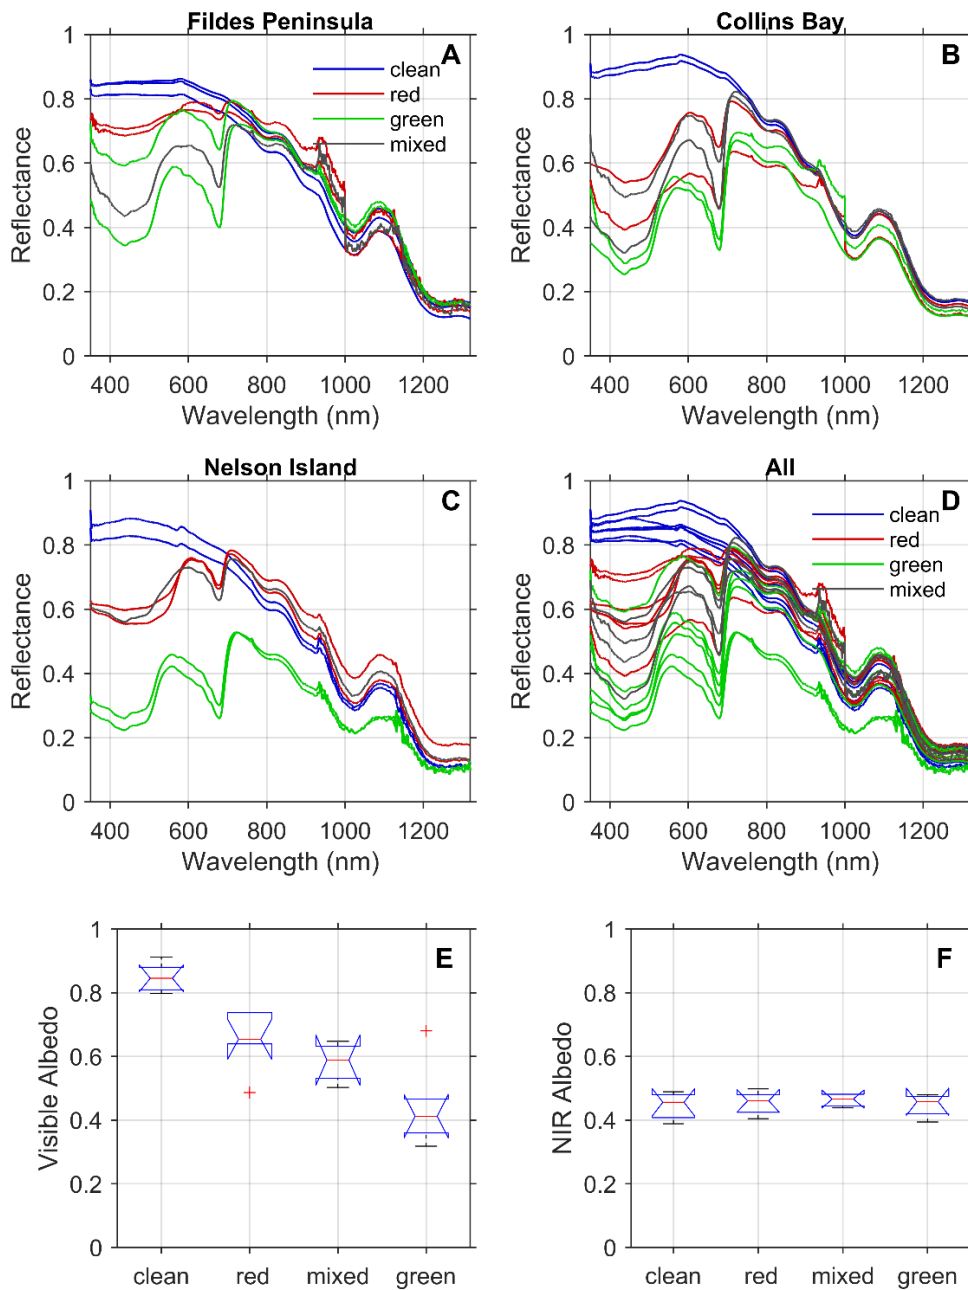 Fildes Peninsula
A
clean
red
green
mixed
1
0.8
0.6
0.4
0.2
0
Reflectance
400 600 800 1000 1200
Wavelength (nm)
Collins Bay
B
1
0.8
0.6
0.4
0.2
0
Reflectance
400 600 800 1000 1200
Wavelength (nm)
Nelson Island
C
1
0.8
0.6
0.4
0.2
0
Reflectance
400 600 800 1000 1200
Wavelength (nm)
All
D
clean
red
green
mixed
1
0.8
0.6
0.4
0.2
0
Reflectance
400 600 800 1000 1200
Wavelength (nm)
E
1
0.8
0.6
0.4
0.2
0
Visible Albedo
clean red mixed green
F
1
0.8
0.6
0.4
0.2
0
NIR Albedo
clean red mixed green